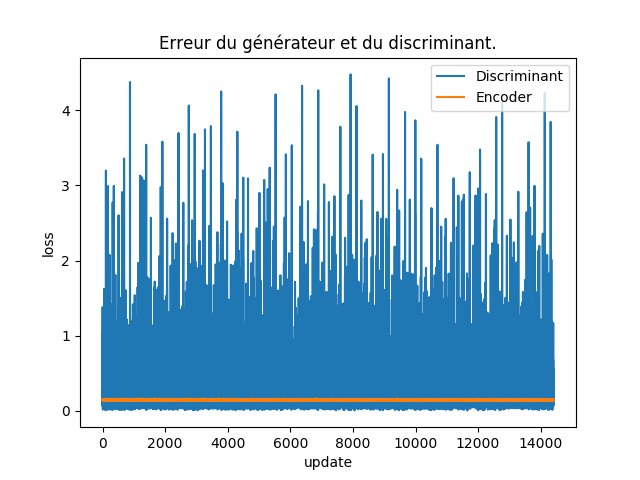 Erreur du générateur et du discriminant.
Discriminant
Encoder
loss
4
3
2
1
0
0 2000 4000 6000 8000 10000 12000 14000
update